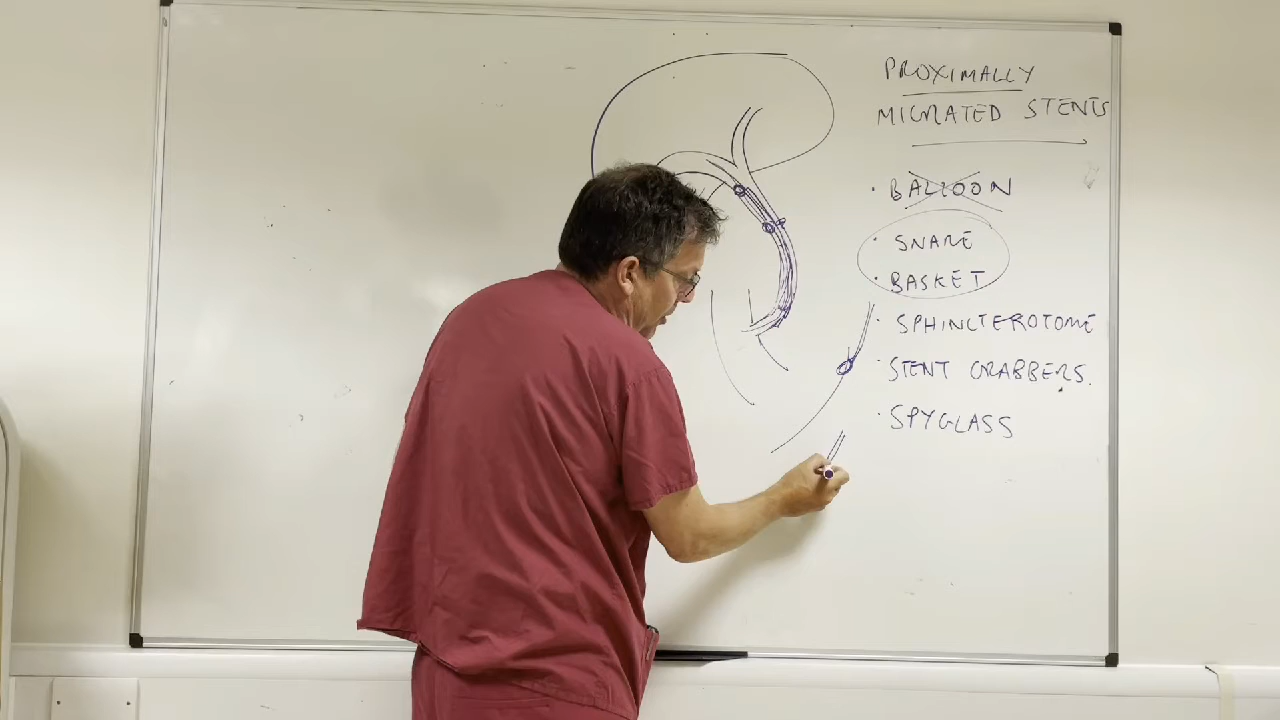 PROXIMALLY
MIGRATED STENTS
· BALLOON
· SNARE
· BASKET
· SPHINCTEROTOME
· STENT GRABBERS.
· SPYGLASS